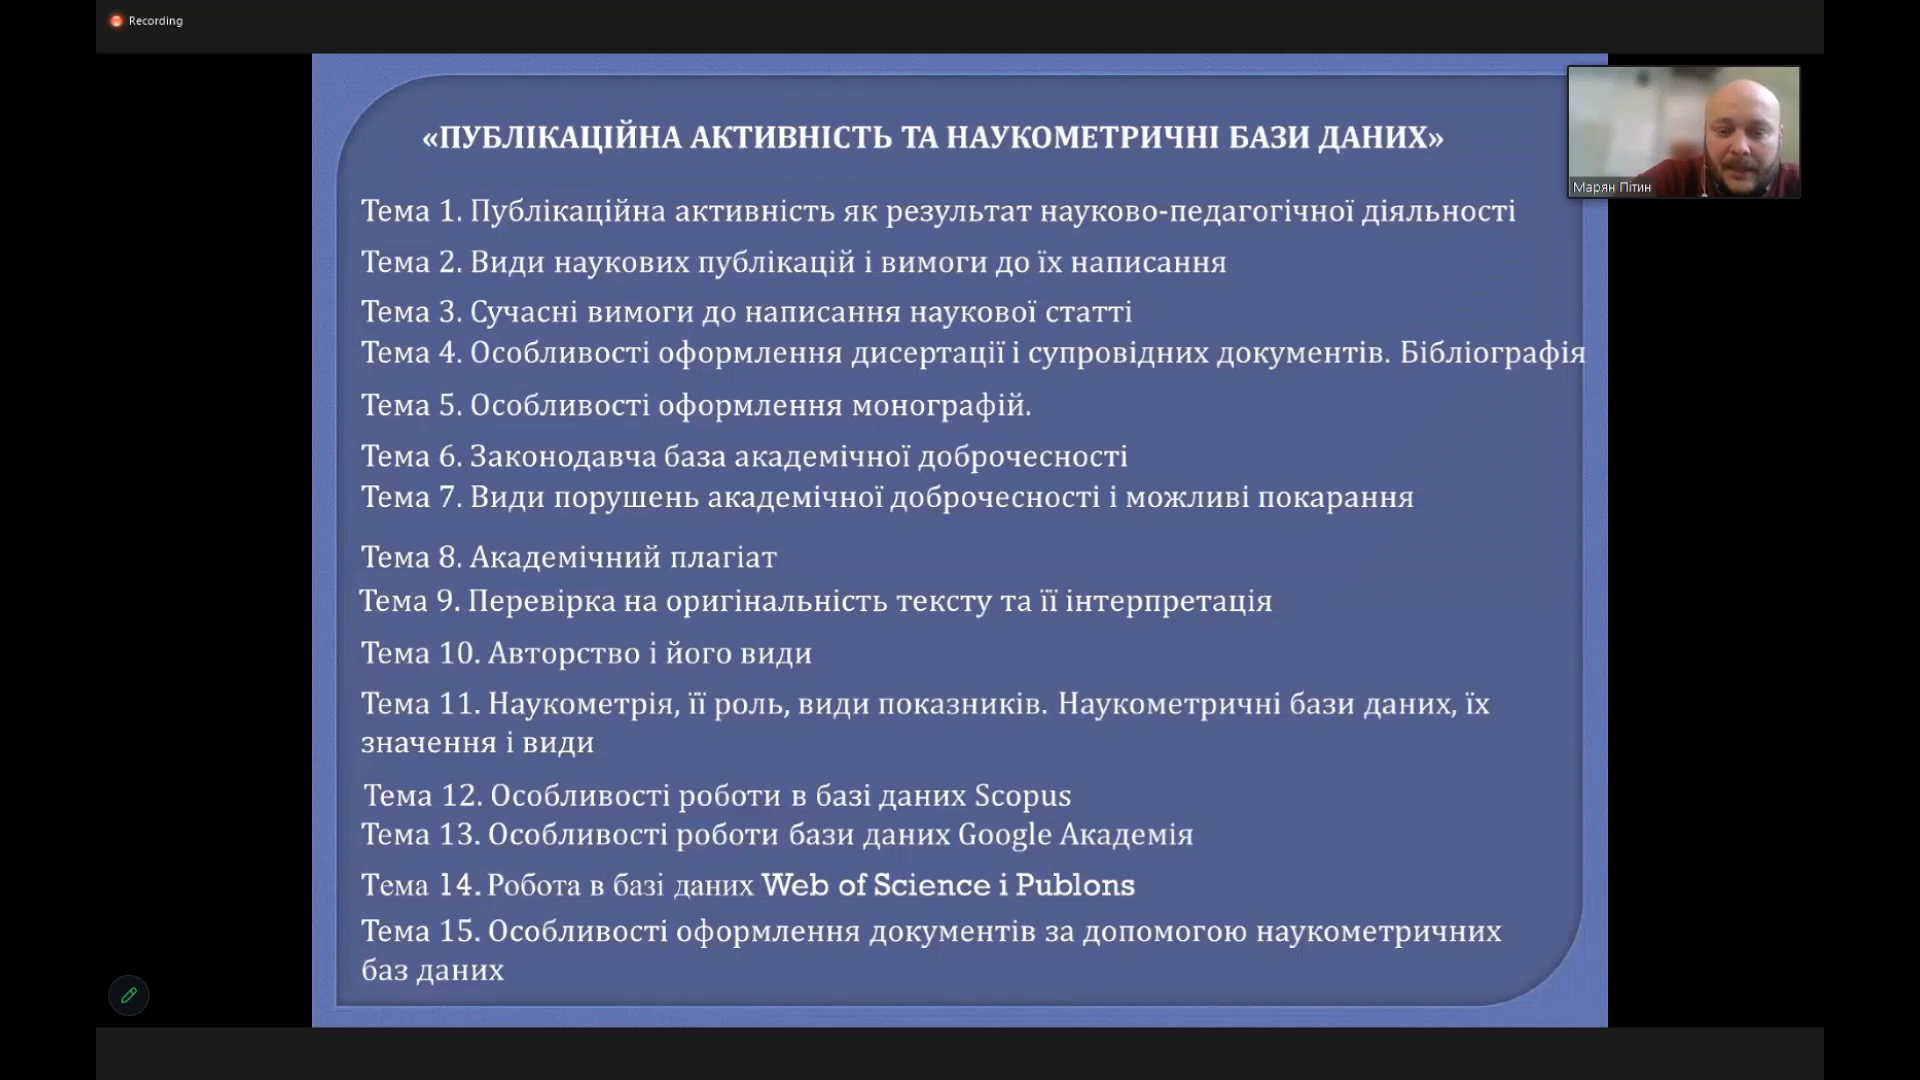 Recording
«ПУБЛІКАЦІЙНА АКТИВНІСТЬ ТА НАУКОМЕТРИЧНІ БАЗИ ДАНИХ»
Марян Пітин
Тема 1. Публікаційна активність як результат науково-педагогічної діяльності
Тема 2. Види наукових публікацій і вимоги до їх написання
Тема 3. Сучасні вимоги до написання наукової статті
Тема 4. Особливості оформлення дисертації і супровідних документів. Бібліографія
Тема 5. Особливості оформлення монографій.
Тема 6. Законодавча база академічної доброчесності
Тема 7. Види порушень академічної доброчесності і можливі покарання
Тема 8. Академічний плагіат
Тема 9. Перевірка на оригінальність тексту та її інтерпретація
Тема 10. Авторство і його види
Тема 11. Наукометрія, її роль, види показників. Наукометричні бази даних, їх
значення і види
Тема 12. Особливості роботи в базі даних Scopus
Тема 13. Особливості роботи бази даних Google Академія
Тема 14. Робота в базі даних Web of Science і Publons
Тема 15. Особливості оформлення документів за допомогою наукометричних
баз даних